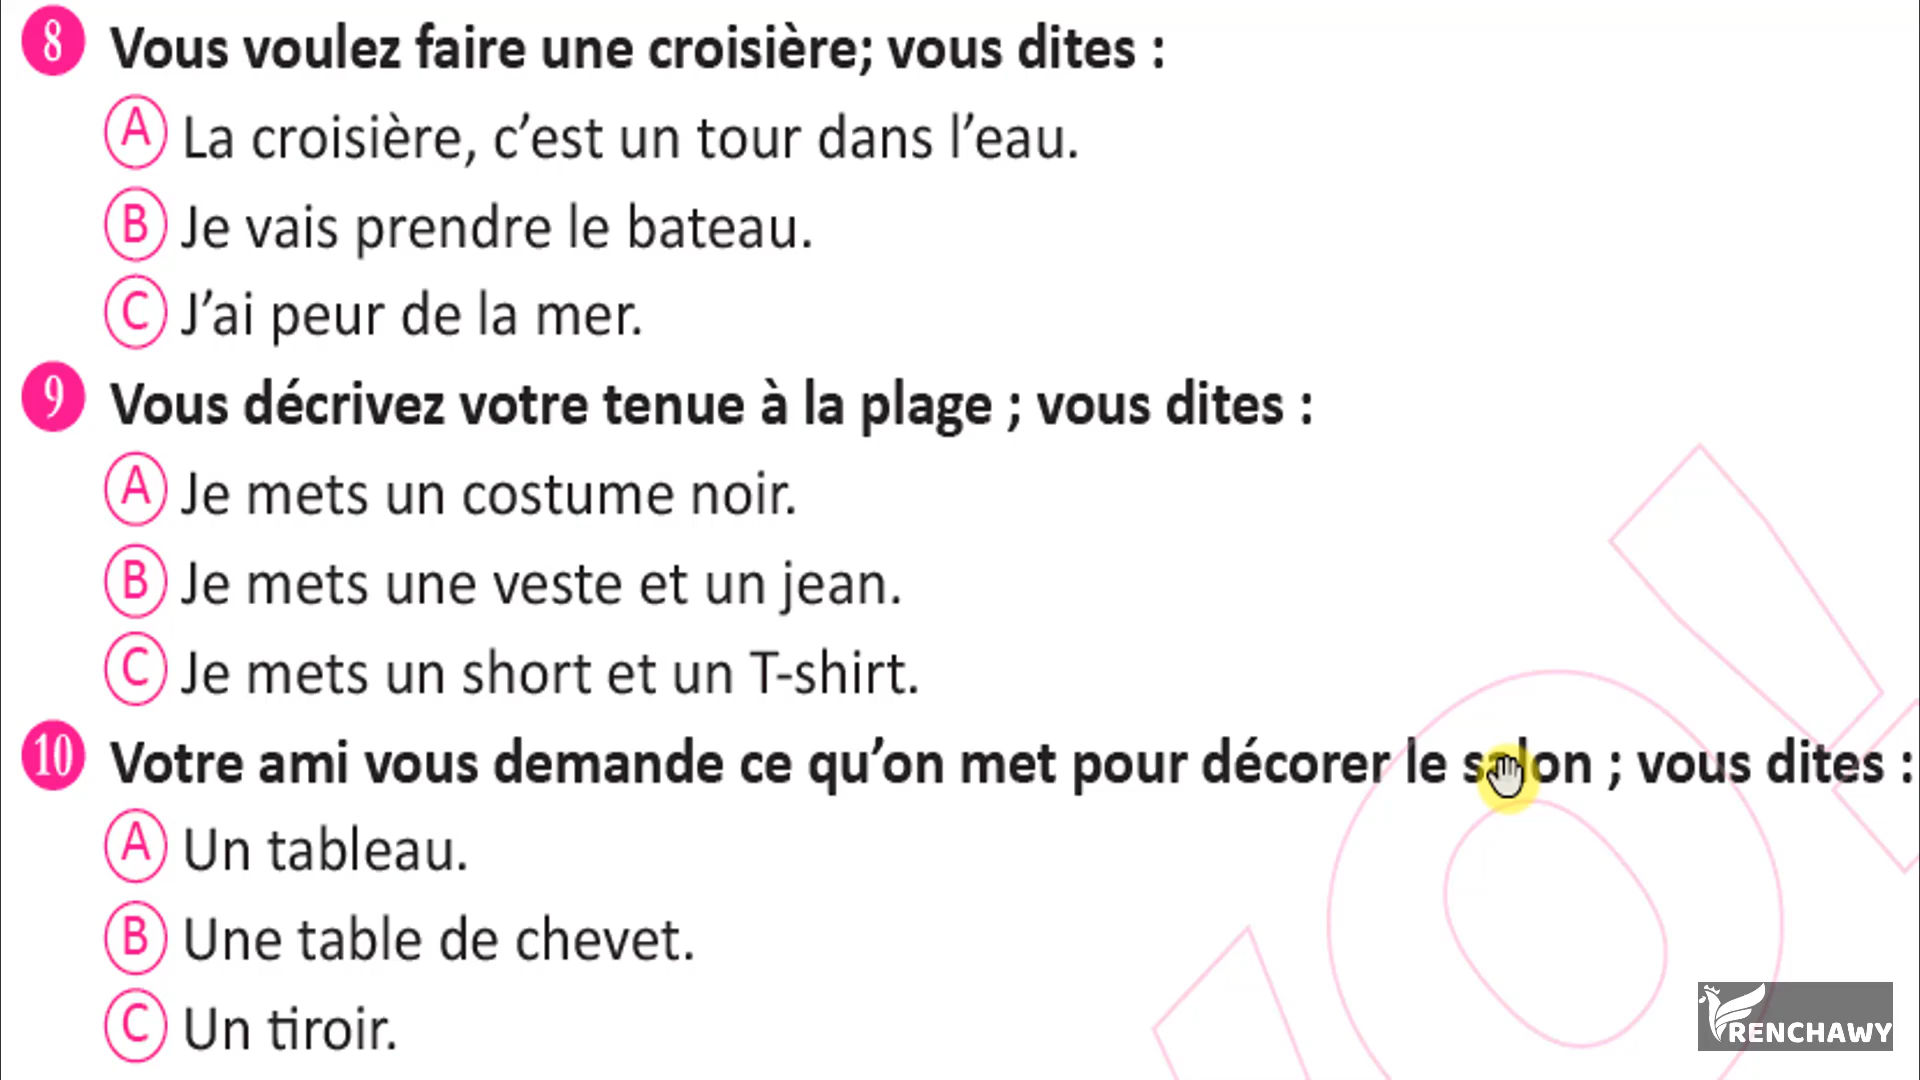 8 Vous voulez faire une croisière; vous dites :
A La croisière, c’est un tour dans l’eau.
B Je vais prendre le bateau.
C J’ai peur de la mer.
9 Vous décrivez votre tenue à la plage ; vous dites :
A Je mets un costume noir.
B Je mets une veste et un jean.
C Je mets un short et un T-shirt.
10 Votre ami vous demande ce qu’on met pour décorer le salon ; vous dites :
A Un tableau.
B Une table de chevet.
C Un tiroir.
FRENCHAWY